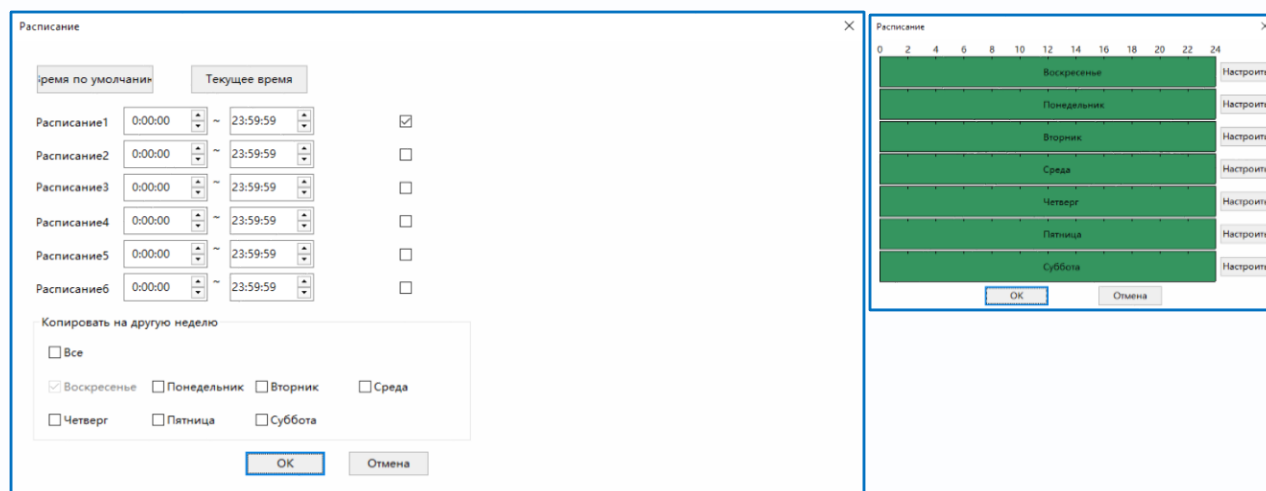 Расписание
ремя по умолчани Текущее время
Расписание1 0:00:00 ~ 23:59:59
Расписание2 0:00:00 ~ 23:59:59
Расписание3 0:00:00 ~ 23:59:59
Расписание4 0:00:00 ~ 23:59:59
Расписание5 0:00:00 ~ 23:59:59
Расписание6 0:00:00 ~ 23:59:59
Копировать на другую неделю
Все
Воскресенье Понедельник Вторник Среда
Четверг Пятница Суббота
OK Отмена
Расписание
0 2 4 6 8 10 12 14 16 18 20 22 24
Воскресенье Настроить
Понедельник Настроить
Вторник Настроить
Среда Настроить
Четверг Настроить
Пятница Настроить
Суббота Настроить
OK Отмена